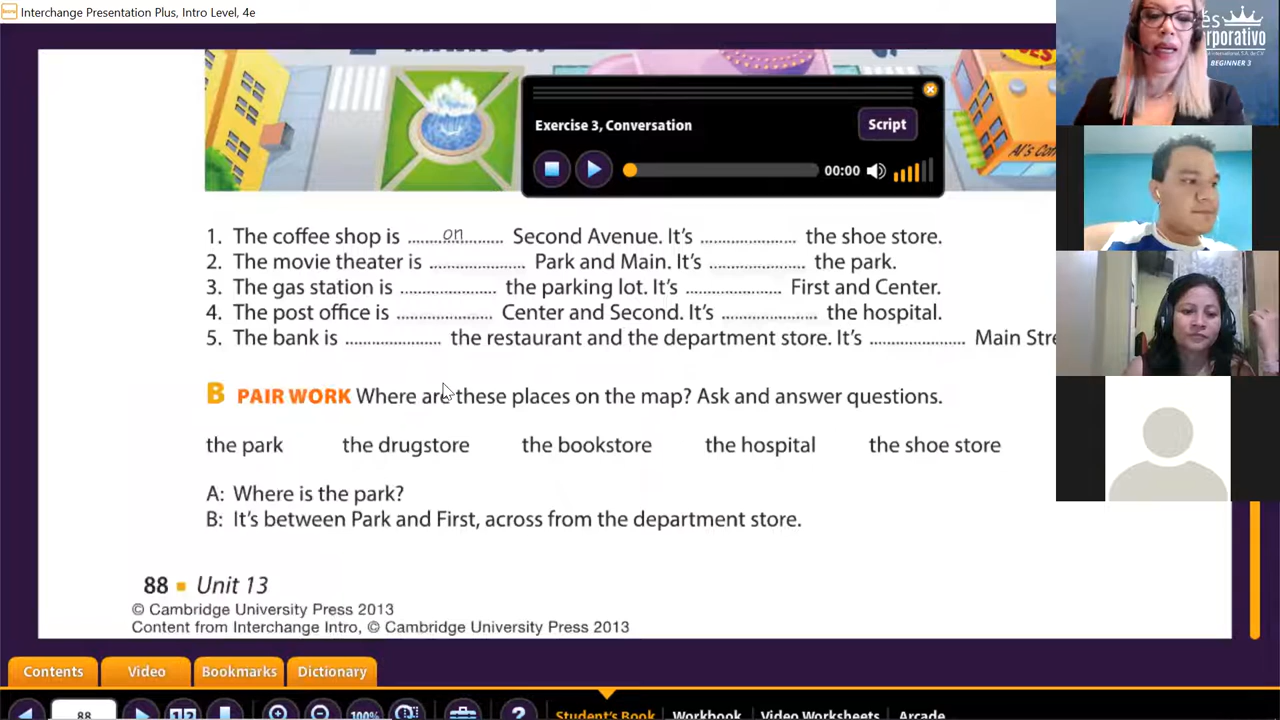 Interchange Presentation Plus, Intro Level, 4e
Exercise 3, Conversation
Script
00:00
1. The coffee shop is ........on........ Second Avenue. It's .................... the shoe store.
2. The movie theater is .................... Park and Main. It's .................... the park.
3. The gas station is .................... the parking lot. It's .................... First and Center.
4. The post office is .................... Center and Second. It's .................... the hospital.
5. The bank is .................... the restaurant and the department store. It's .................... Main Stre
B PAIR WORK Where are these places on the map? Ask and answer questions.
the park the drugstore the bookstore the hospital the shoe store
A: Where is the park?
B: It's between Park and First, across from the department store.
88 Unit 13
© Cambridge University Press 2013
Content from Interchange Intro, © Cambridge University Press 2013
Contents Video Bookmarks Dictionary
88 100% ? Student's Book Workbook Video Worksheets Arcade
és
rporativo
BEGINNER 3